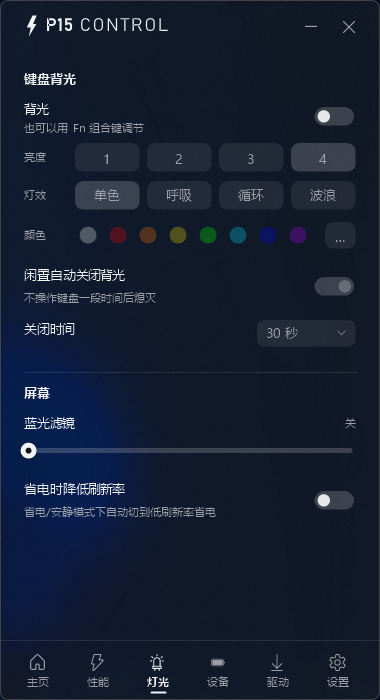 P15 CONTROL
键盘背光
背光
也可以用 Fn 组合键调节
亮度 1 2 3 4
灯效 单色 呼吸 循环 波浪
颜色 ...
闲置自动关闭背光
不操作键盘一段时间后熄灭
关闭时间 30 秒
屏幕
蓝光滤镜 关
省电时降低刷新率
省电/安静模式下自动切到低刷新率省电
主页 性能 灯光 设备 驱动 设置